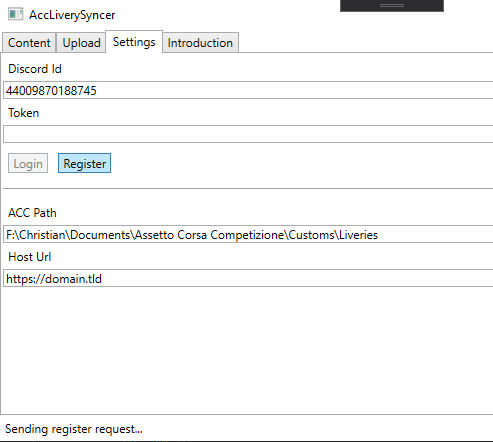 AccLiverySyncer
Content Upload Settings Introduction
Discord Id
44009870188745
Token
Login Register
ACC Path
F:\Christian\Documents\Assetto Corsa Competizione\Customs\Liveries
Host Url
https://domain.tld
Sending register request...